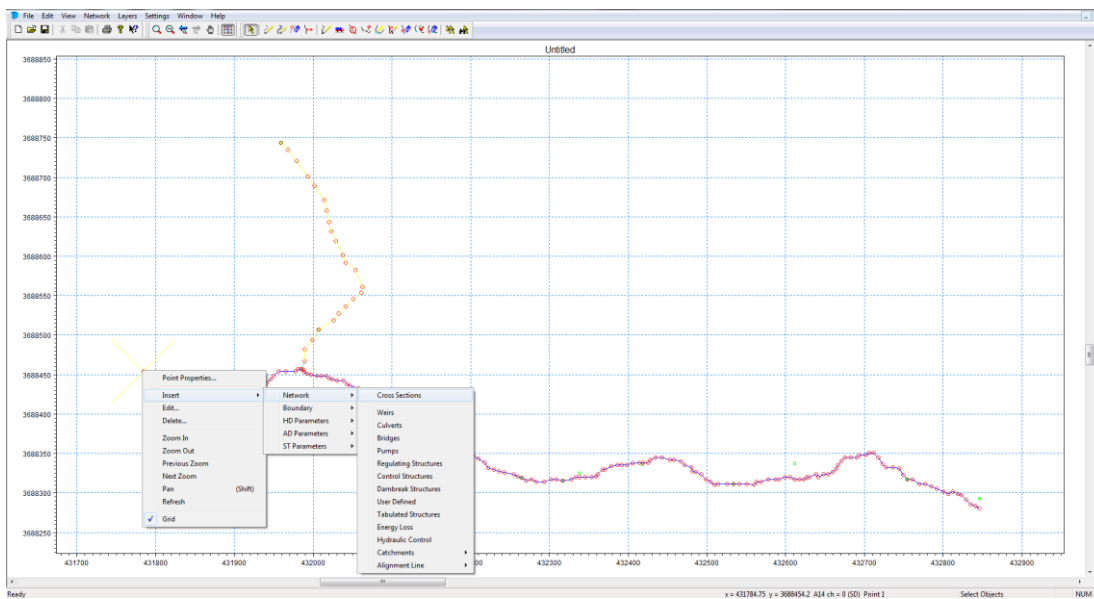 File Edit View Network Layers Settings Window Help
Untitled
3688850
3688800
3688750
3688700
3688650
3688600
3688550
3688500
3688450
3688400
3688350
3688300
3688250
Point Properties...
Insert
Edit...
Delete...
Zoom In
Zoom Out
Previous Zoom
Next Zoom
Pan (Shift)
Refresh
Grid
Network
Boundary
HD Parameters
AD Parameters
ST Parameters
Cross Sections
Weirs
Culverts
Bridges
Pumps
Regulating Structures
Control Structures
Dambreak Structures
User Defined
Tabulated Structures
Energy Loss
Hydraulic Control
Catchments
Alignment Line
431700 431800 431900 432000 432300 432400 432500 432600 432700 432800 432900
Ready x = 431784.75 y = 3688454.2 A14 ch = 0 (SD) Point 1 Select Objects NUM